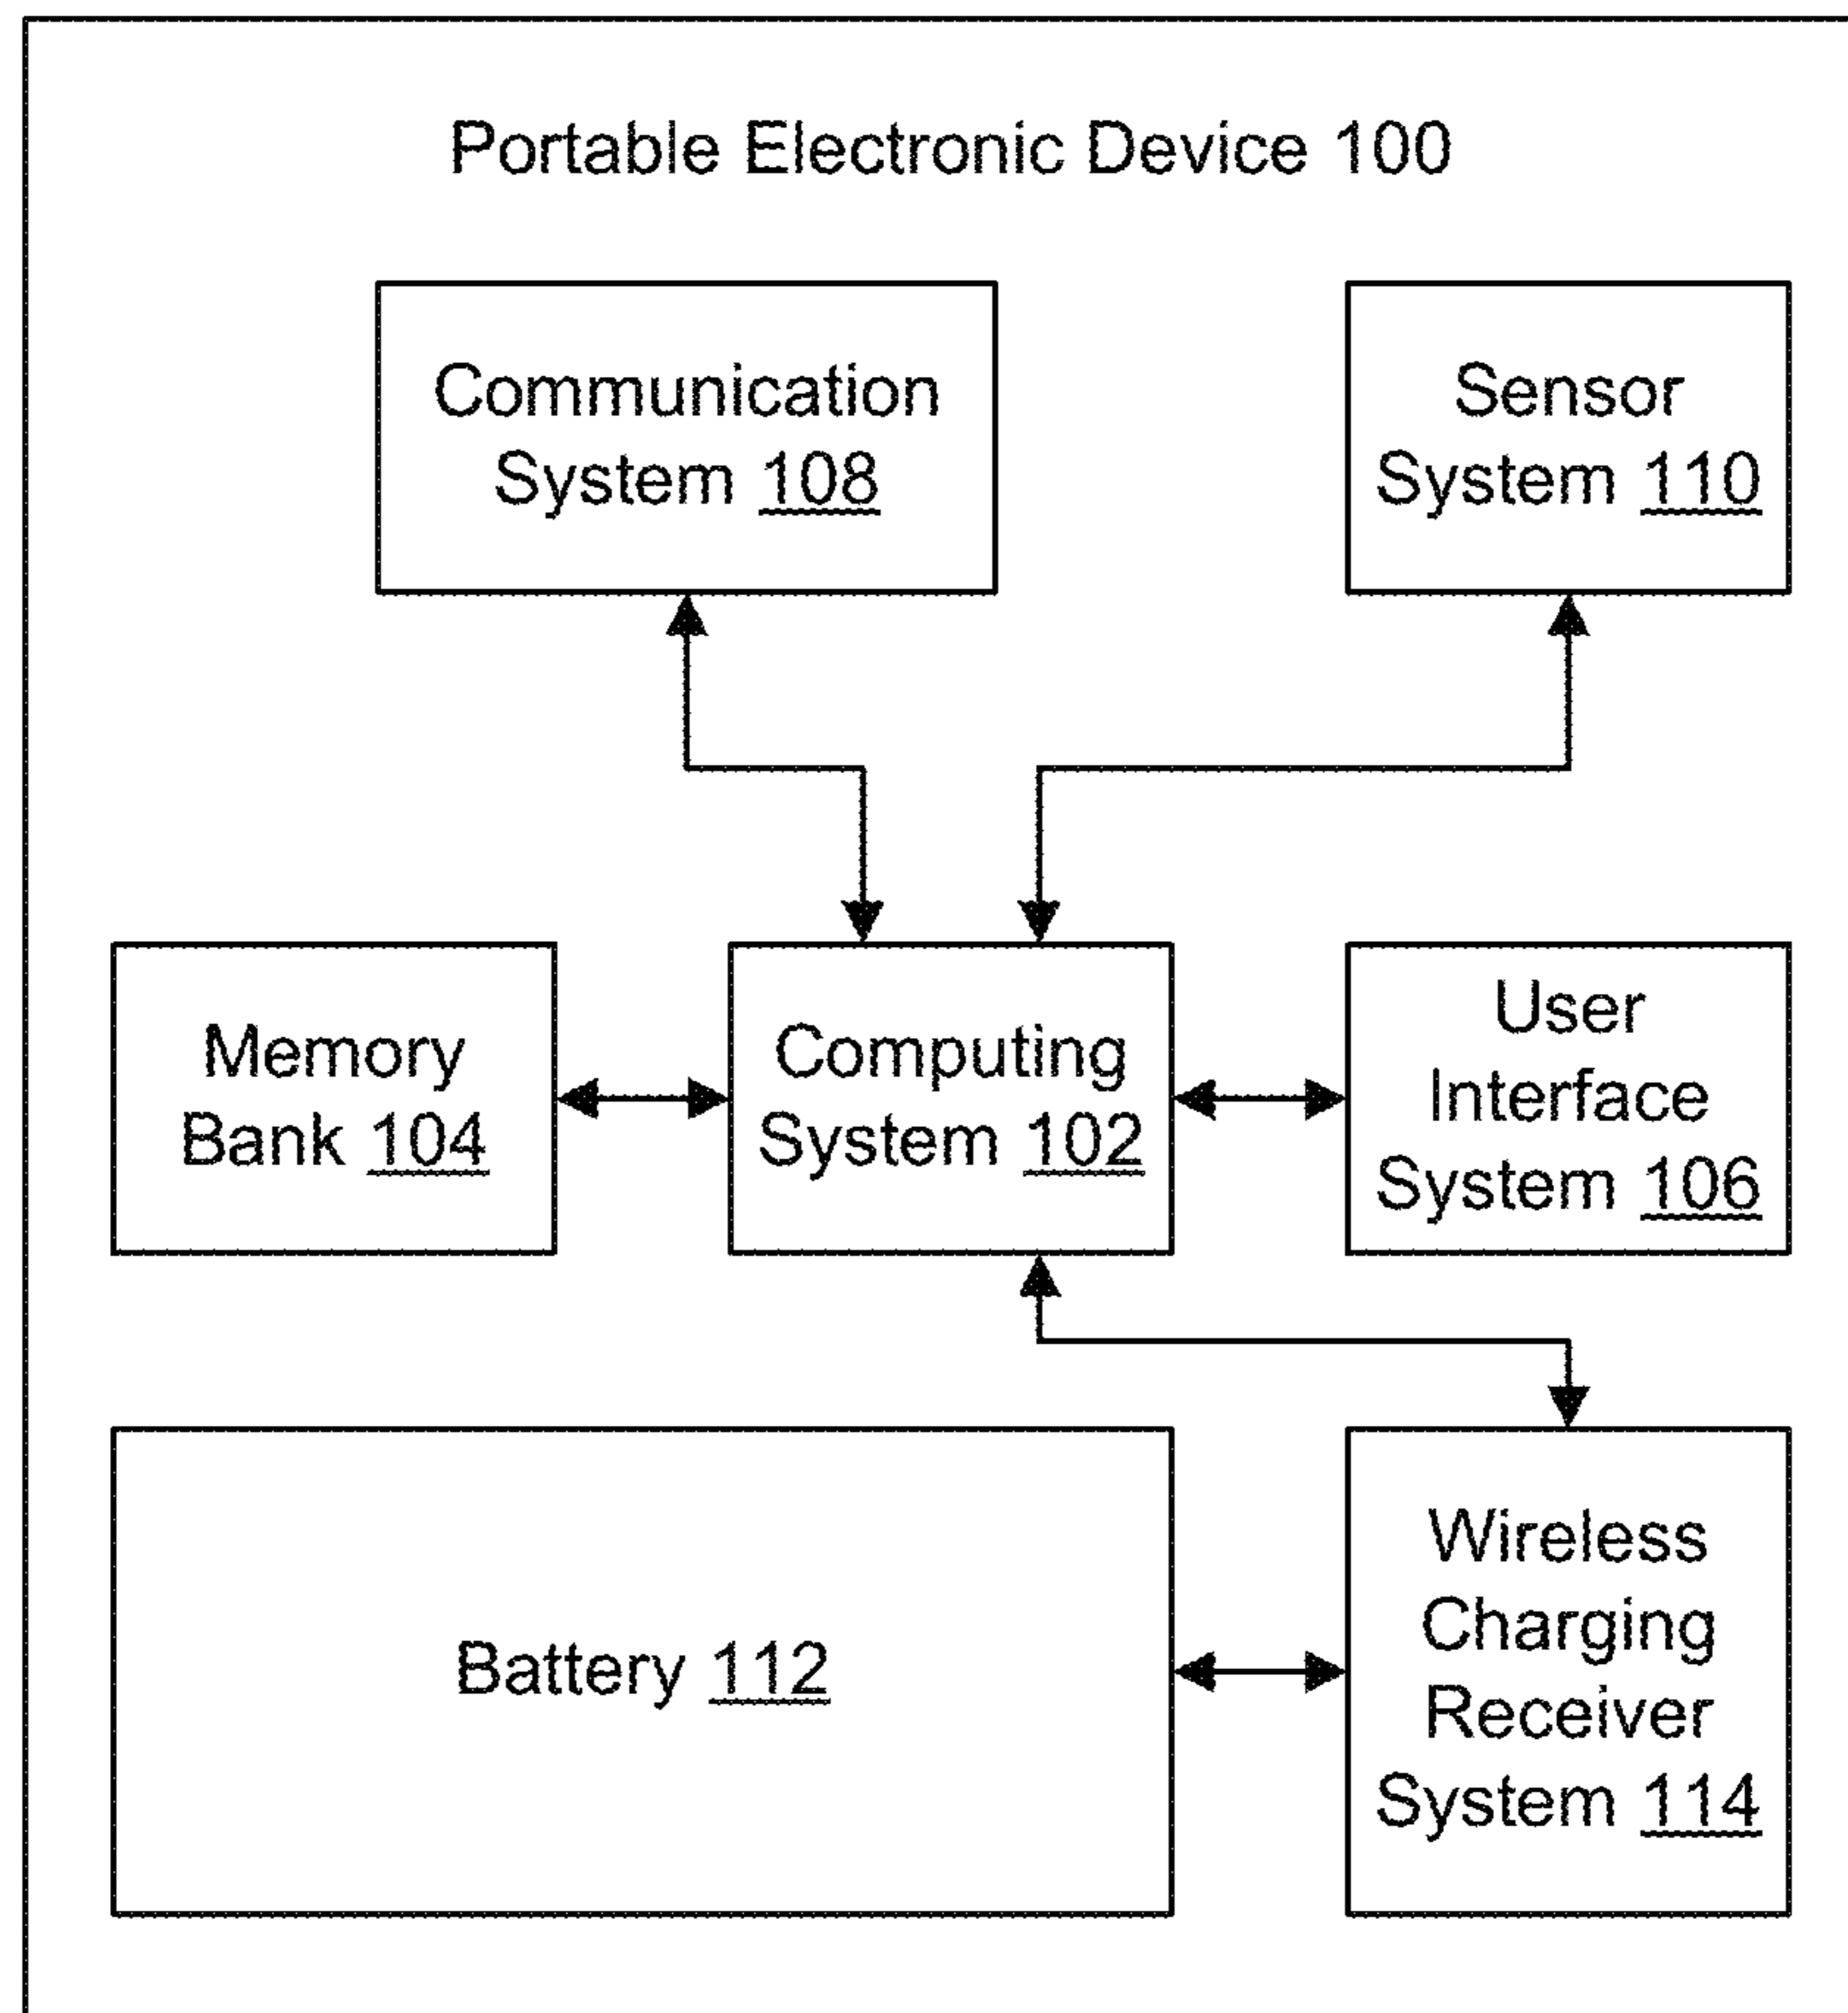 Portable Electronic Device 100
Communication
System 108
Sensor
System 110
Memory
Bank 104
Computing
System 102
User
Interface
System 106
Battery 112
Wireless
Charging
Receiver
System 114